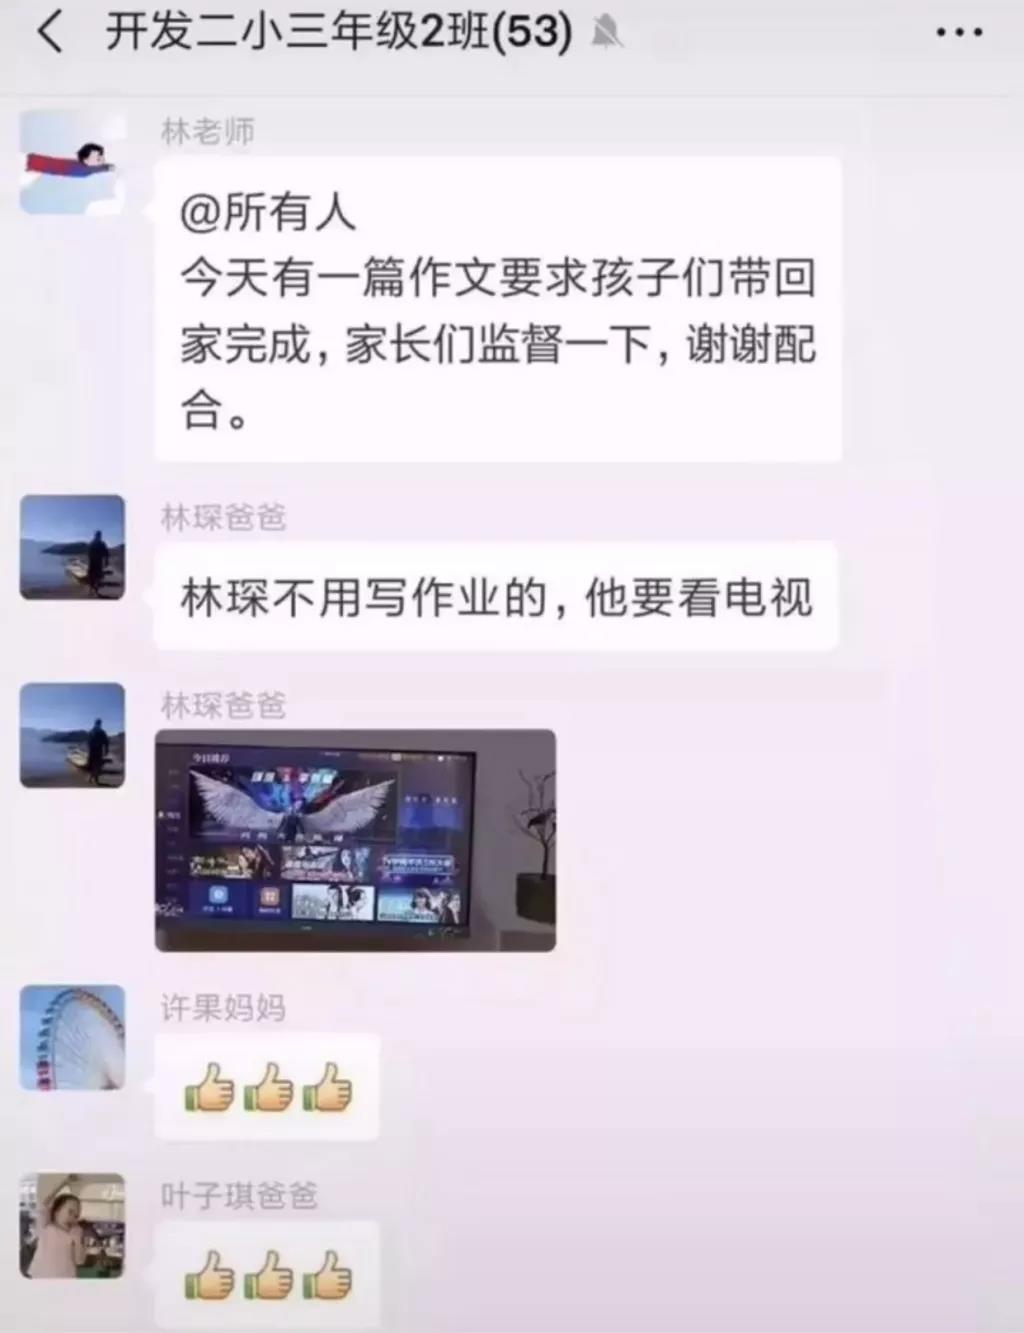 开发二小三年级2班(53)
林老师
@所有人
今天有一篇作文要求孩子们带回
家完成，家长们监督一下，谢谢配
合。
林琛爸爸
林琛不用写作业的，他要看电视
林琛爸爸
今日推荐
许果妈妈
叶子琪爸爸